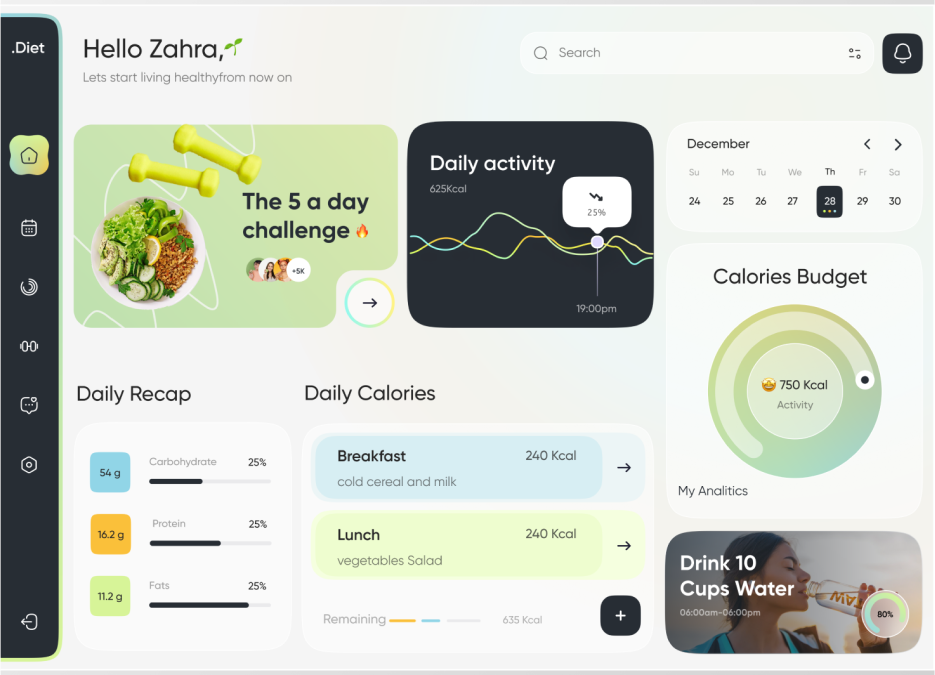 .Diet
Hello Zahra,
Lets start living healthyfrom now on
Search
The 5 a day
challenge
+5K
Daily activity
625Kcal
25%
19:00pm
December
Su Mo Tu We Th Fr Sa
24 25 26 27 28 29 30
Calories Budget
750 Kcal
Activity
My Analitics
Daily Recap
54 g
Carbohydrate 25%
16.2 g
Protein 25%
11.2 g
Fats 25%
Daily Calories
Breakfast 240 Kcal
cold cereal and milk
Lunch 240 Kcal
vegetables Salad
Remaining 635 Kcal
+
Drink 10
Cups Water
06:00am-06:00pm
80%